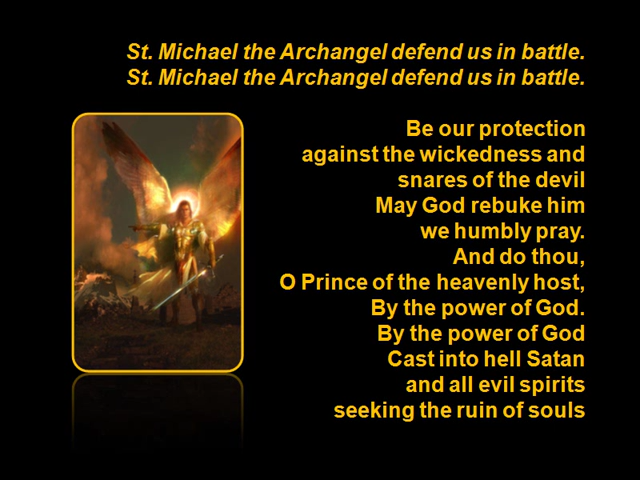 St. Michael the Archangel defend us in battle.
St. Michael the Archangel defend us in battle.
Be our protection
against the wickedness and
snares of the devil
May God rebuke him
we humbly pray.
And do thou,
O Prince of the heavenly host,
By the power of God.
By the power of God
Cast into hell Satan
and all evil spirits
seeking the ruin of souls